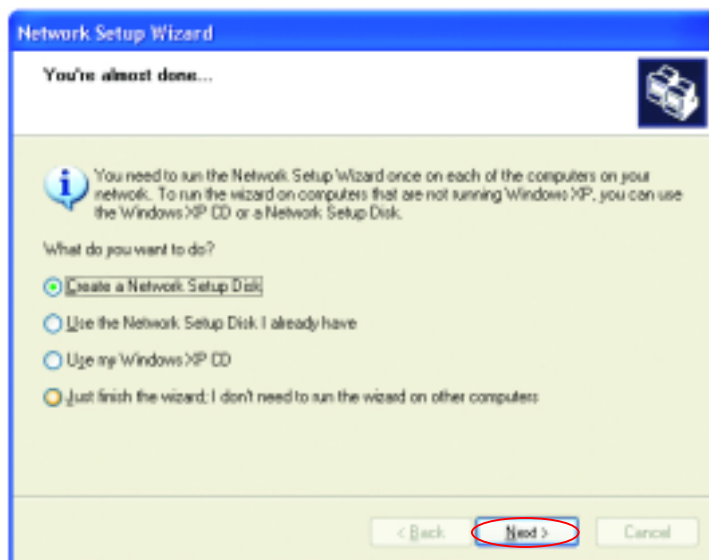 Network Setup Wizard
You're almost done...
You need to run the Network Setup Wizard once on each of the computers on your
network. To run the wizard on computers that are not running Windows XP, you can use
the Windows XP CD or a Network Setup Disk.
What do you want to do?
Create a Network Setup Disk
Use the Network Setup Disk I already have
Use my Windows XP CD
Just finish the wizard; I don't need to run the wizard on other computers
< Back
Next >
Cancel